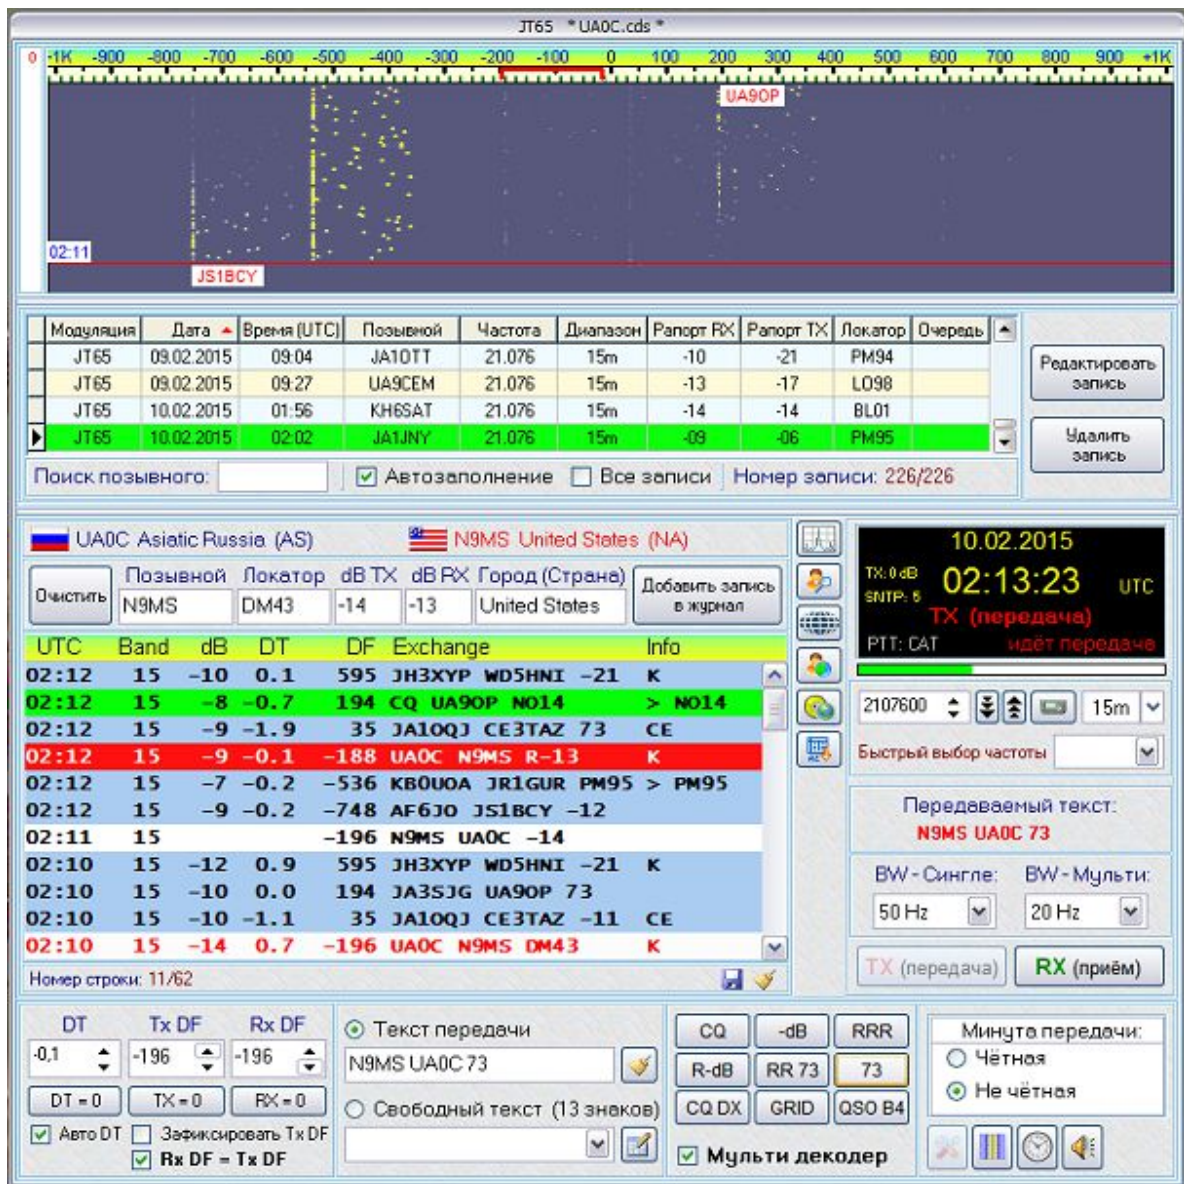 JT65 * UA0C.cds *
0 -1K -900 -800 -700 -600 -500 -400 -300 -200 -100 0 100 200 300 400 500 600 700 800 900 +1K
UA9OP
02:11
JS1BCY
Модуляция Дата Время (UTC) Позывной Частота Диапазон Рапорт RX Рапорт TX Локатор Очередь
JT65 09.02.2015 09:04 JA1OTT 21.076 15m -10 -21 PM94
JT65 09.02.2015 09:27 UA9CEM 21.076 15m -13 -17 LO98
JT65 10.02.2015 01:56 KH6SAT 21.076 15m -14 -14 BL01
JT65 10.02.2015 02:02 JA1JNY 21.076 15m -09 -06 PM95
Редактировать
запись
Удалить
запись
Поиск позывного: Автозаполнение Все записи Номер записи: 226/226
UA0C Asiatic Russia (AS) N9MS United States (NA)
Очистить
Позывной Локатор dB TX dB RX Город (Страна)
N9MS DM43 -14 -13 United States
Добавить запись
в журнал
UTC Band dB DT DF Exchange Info
02:12 15 -10 0.1 595 JH3XYP WD5HNI -21 K
02:12 15 -8 -0.7 194 CQ UA9OP NO14 > NO14
02:12 15 -9 -1.9 35 JA1OQJ CE3TAZ 73 CE
02:12 15 -9 -0.1 -188 UA0C N9MS R-13 K
02:12 15 -7 -0.2 -536 KB0UOA JR1GUR PM95 > PM95
02:12 15 -9 -0.2 -748 AF6JO JS1BCY -12
02:11 15 -196 N9MS UA0C -14
02:10 15 -12 0.9 595 JH3XYP WD5HNI -21 K
02:10 15 -10 0.0 194 JA3SJG UA9OP 73
02:10 15 -10 -1.1 35 JA1OQJ CE3TAZ -11 CE
02:10 15 -14 0.7 -196 UA0C N9MS DM43 K
Номер строки: 11/62
10.02.2015
TX: 0 dB
SNTP: 5
02:13:23 UTC
TX (передача)
PTT: CAT идёт передача
2107600 15m
Быстрый выбор частоты
Передаваемый текст:
N9MS UA0C 73
BW - Сингле: BW - Мульти:
50 Hz 20 Hz
TX (передача) RX (приём)
DT Tx DF Rx DF
-0,1 -196 -196
DT = 0 TX = 0 RX = 0
Авто DT Зафиксировать Tx DF
Rx DF = Tx DF
Текст передачи
N9MS UA0C 73
Свободный текст (13 знаков)
CQ -dB RRR
R-dB RR 73 73
CQ DX GRID QSO B4
Мульти декодер
Минута передачи:
Чётная
Не чётная